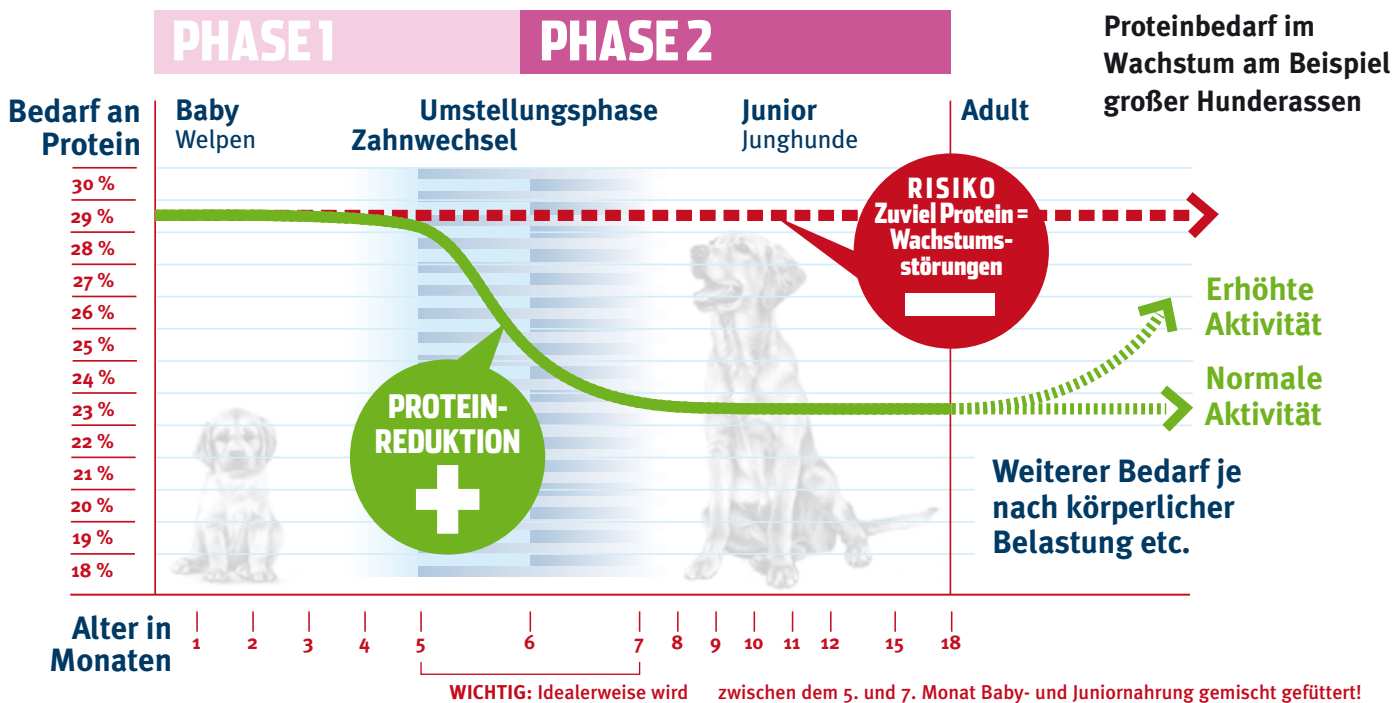 PHASE 1
PHASE 2
Proteinbedarf im
Wachstum am Beispiel
großer Hunderassen
Bedarf an
Protein
Baby
Welpen
Zahnwechsel
Umstellungsphase
Junior
Junghunde
Adult
30 %
29 %
28 %
27 %
26 %
25 %
24 %
23 %
22 %
21 %
20 %
19 %
18 %
RISIKO
Zuviel Protein =
Wachstums-
störungen
PROTEIN-
REDUKTION
Erhöhte
Aktivität
Normale
Aktivität
Weiterer Bedarf je
nach körperlicher
Belastung etc.
Alter in
Monaten
1 2 3 4 5 6 7 8 9 10 11 12 15 18
WICHTIG: Idealerweise wird zwischen dem 5. und 7. Monat Baby- und Juniornahrung gemischt gefüttert!